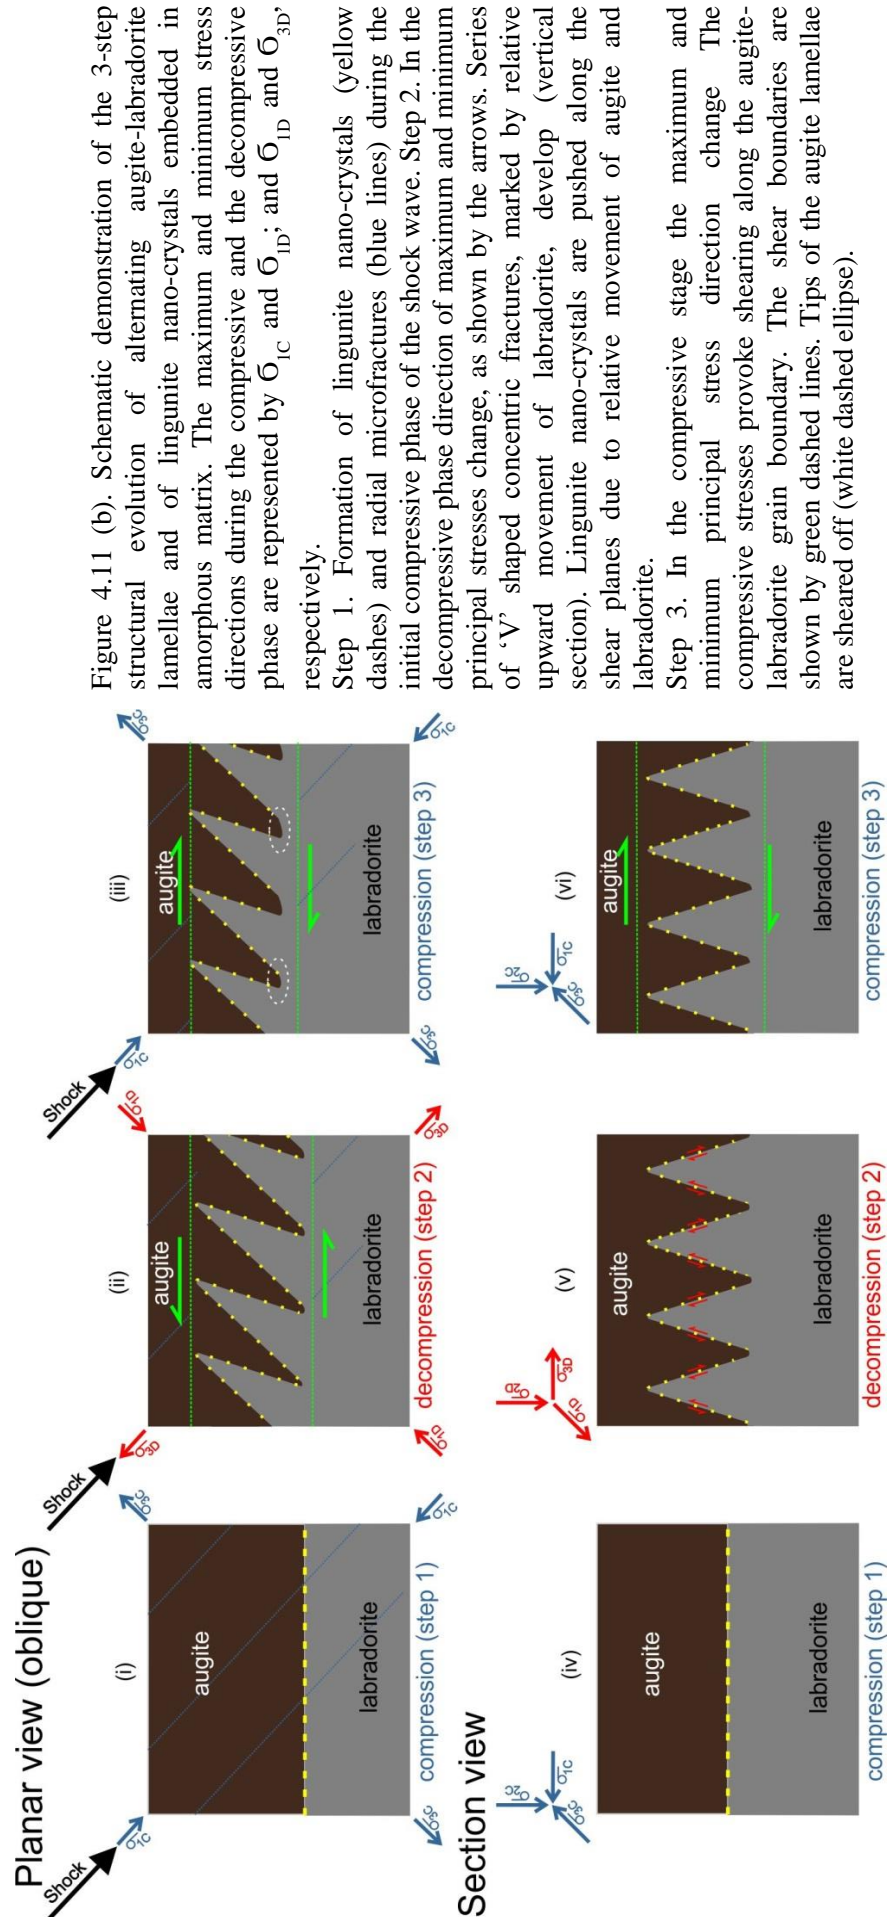 Planar view (oblique)
Shock
Shock
Shock
(i)
(ii)
(iii)
σ1C
σ3C
σ3D
σ1D
σ1C
σ3C
augite
augite
augite
labradorite
labradorite
labradorite
σ3C
σ1C
σ1D
σ3D
σ3C
σ1C
compression (step 1)
decompression (step 2)
compression (step 3)
Section view
σ2C
σ1C
σ3C
σ2D
σ3D
σ1D
σ2C
σ1C
σ3C
(iv)
(v)
(vi)
augite
augite
augite
labradorite
labradorite
labradorite
compression (step 1)
decompression (step 2)
compression (step 3)
Figure 4.11 (b). Schematic demonstration of the 3-step
structural evolution of alternating augite-labradorite
lamellae and of lingunite nano-crystals embedded in
amorphous matrix. The maximum and minimum stress
directions during the compressive and the decompressive
phase are represented by Ϭ1C and Ϭ1D; and Ϭ1D and Ϭ3D,
respectively.
Step 1. Formation of lingunite nano-crystals (yellow
dashes) and radial microfractures (blue lines) during the
initial compressive phase of the shock wave. Step 2. In the
decompressive phase direction of maximum and minimum
principal stresses change, as shown by the arrows. Series
of ‘V’ shaped concentric fractures, marked by relative
upward movement of labradorite, develop (vertical
section). Lingunite nano-crystals are pushed along the
shear planes due to relative movement of augite and
labradorite.
Step 3. In the compressive stage the maximum and
minimum principal stress direction change The
compressive stresses provoke shearing along the augite-
labradorite grain boundary. The shear boundaries are
shown by green dashed lines. Tips of the augite lamellae
are sheared off (white dashed ellipse).